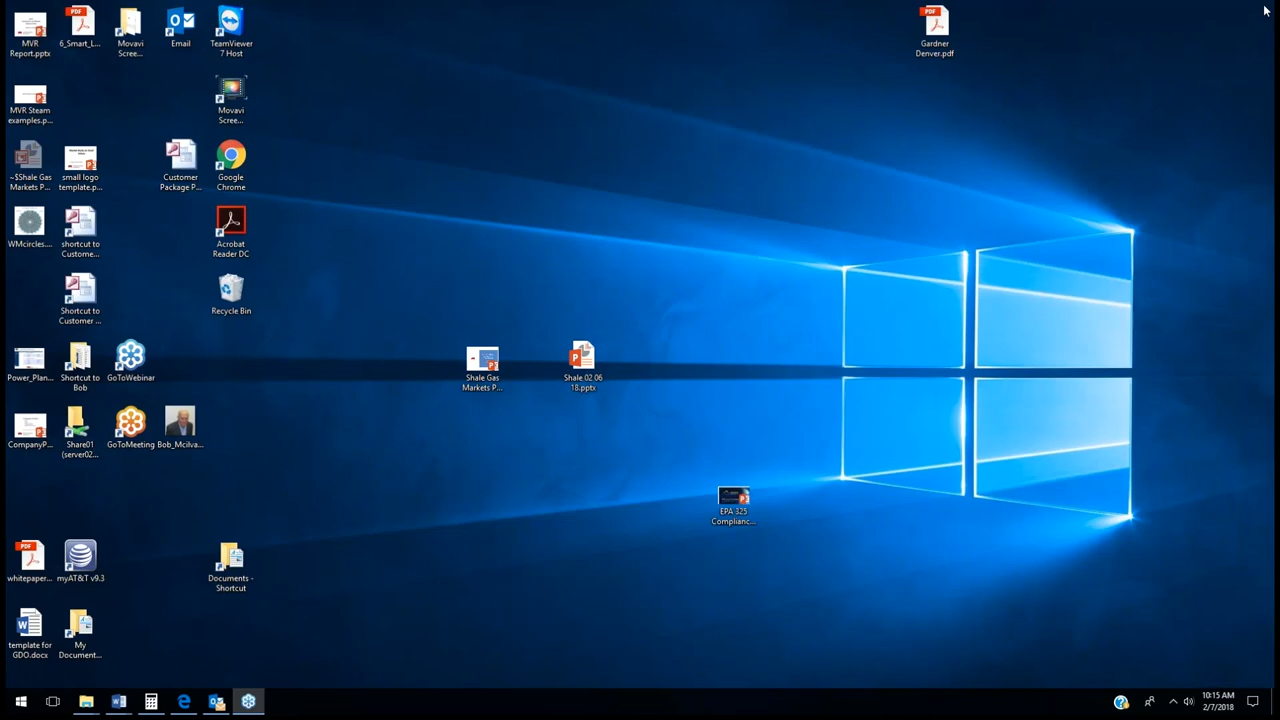 MVR
Report.pptx
PDF
6_Smart_L...
Movavi
Scree...
Email
TeamViewer
7 Host
PDF
Gardner
Denver.pdf
MVR Steam
examples.p...
Movavi
Scree...
~$Shale Gas
Markets P...
small logo
template.p...
Customer
Package P...
Google
Chrome
WMcircles....
shortcut to
Custome...
Acrobat
Reader DC
Shortcut to
Customer ...
Recycle Bin
Power_Plan...
Shortcut to
Bob
GoToWebinar
Shale Gas
Markets P...
Shale 02 06
18.pptx
CompanyP...
Share01
(server02...
GoToMeeting
Bob_Mcilva...
EPA 325
Complianc...
PDF
whitepaper...
myAT&T v9.3
Documents -
Shortcut
template for
GDO.docx
My
Document...
10:15 AM
2/7/2018